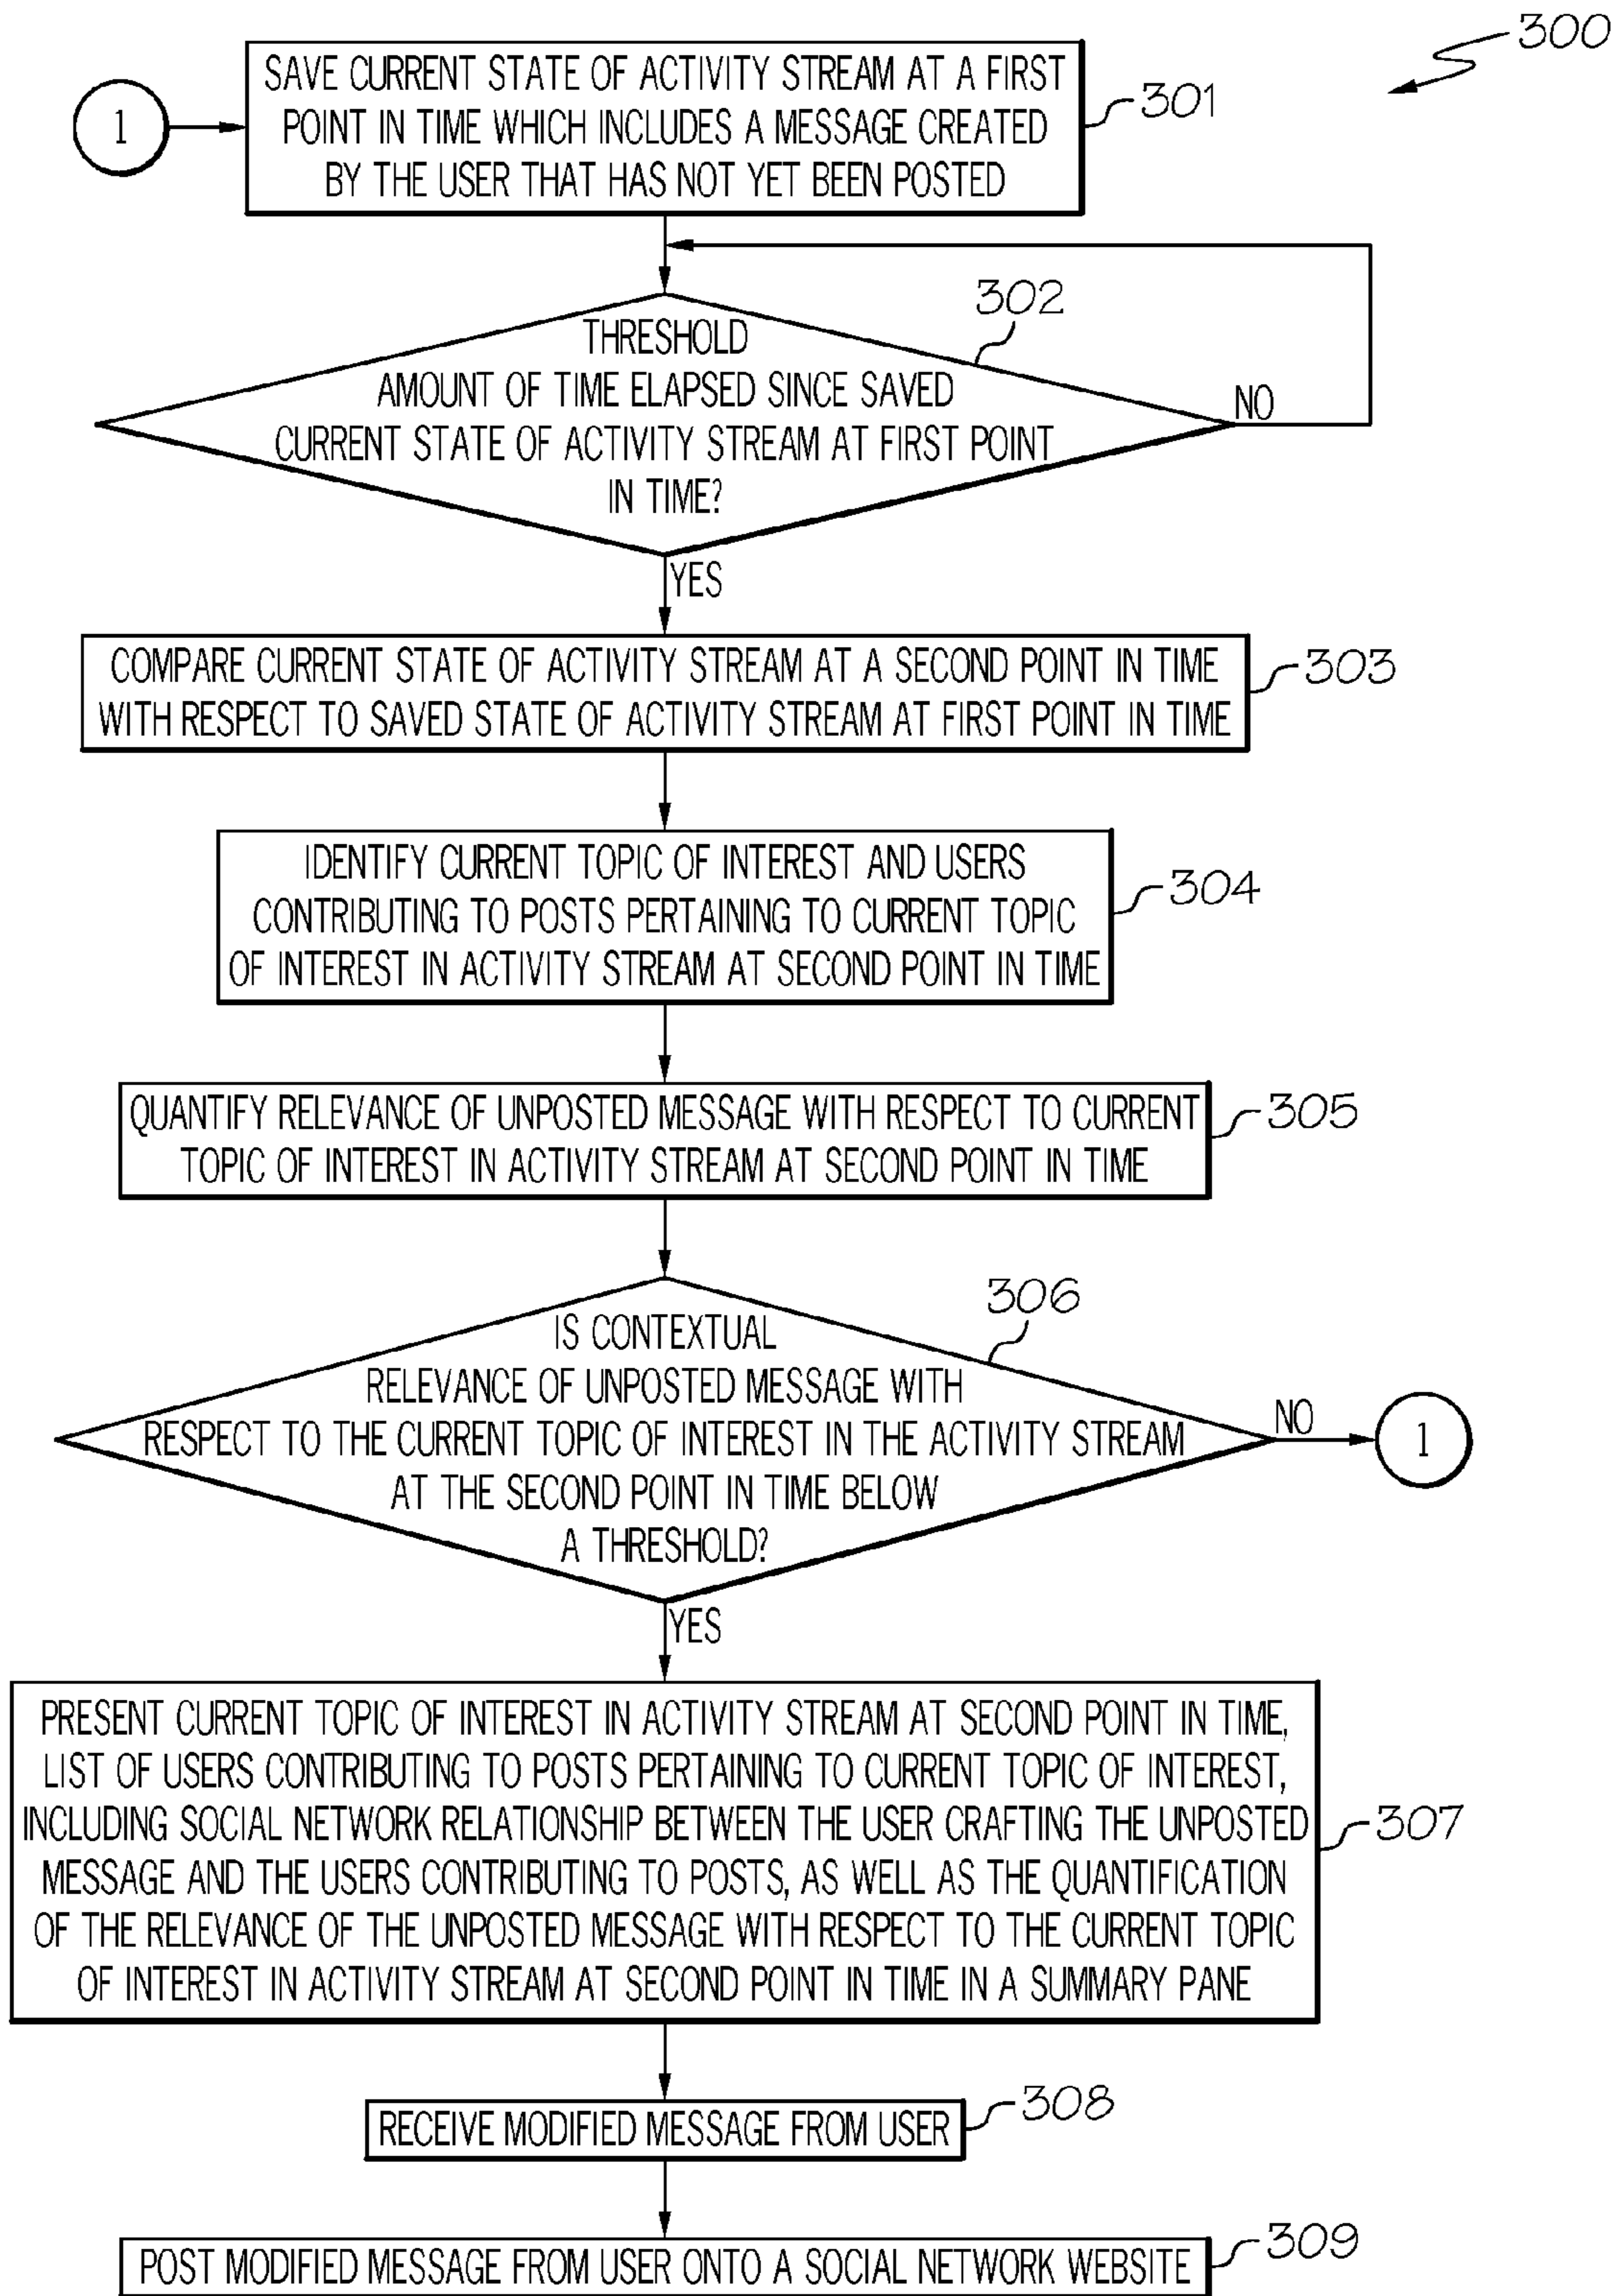 300
1
SAVE CURRENT STATE OF ACTIVITY STREAM AT A FIRST
POINT IN TIME WHICH INCLUDES A MESSAGE CREATED
BY THE USER THAT HAS NOT YET BEEN POSTED
301
302
THRESHOLD
AMOUNT OF TIME ELAPSED SINCE SAVED
CURRENT STATE OF ACTIVITY STREAM AT FIRST POINT
IN TIME?
NO
YES
COMPARE CURRENT STATE OF ACTIVITY STREAM AT A SECOND POINT IN TIME
WITH RESPECT TO SAVED STATE OF ACTIVITY STREAM AT FIRST POINT IN TIME
303
IDENTIFY CURRENT TOPIC OF INTEREST AND USERS
CONTRIBUTING TO POSTS PERTAINING TO CURRENT TOPIC
OF INTEREST IN ACTIVITY STREAM AT SECOND POINT IN TIME
304
QUANTIFY RELEVANCE OF UNPOSTED MESSAGE WITH RESPECT TO CURRENT
TOPIC OF INTEREST IN ACTIVITY STREAM AT SECOND POINT IN TIME
305
306
IS CONTEXTUAL
RELEVANCE OF UNPOSTED MESSAGE WITH
RESPECT TO THE CURRENT TOPIC OF INTEREST IN THE ACTIVITY STREAM
AT THE SECOND POINT IN TIME BELOW
A THRESHOLD?
NO
1
YES
PRESENT CURRENT TOPIC OF INTEREST IN ACTIVITY STREAM AT SECOND POINT IN TIME,
LIST OF USERS CONTRIBUTING TO POSTS PERTAINING TO CURRENT TOPIC OF INTEREST,
INCLUDING SOCIAL NETWORK RELATIONSHIP BETWEEN THE USER CRAFTING THE UNPOSTED
MESSAGE AND THE USERS CONTRIBUTING TO POSTS, AS WELL AS THE QUANTIFICATION
OF THE RELEVANCE OF THE UNPOSTED MESSAGE WITH RESPECT TO THE CURRENT TOPIC
OF INTEREST IN ACTIVITY STREAM AT SECOND POINT IN TIME IN A SUMMARY PANE
307
RECEIVE MODIFIED MESSAGE FROM USER
308
POST MODIFIED MESSAGE FROM USER ONTO A SOCIAL NETWORK WEBSITE
309